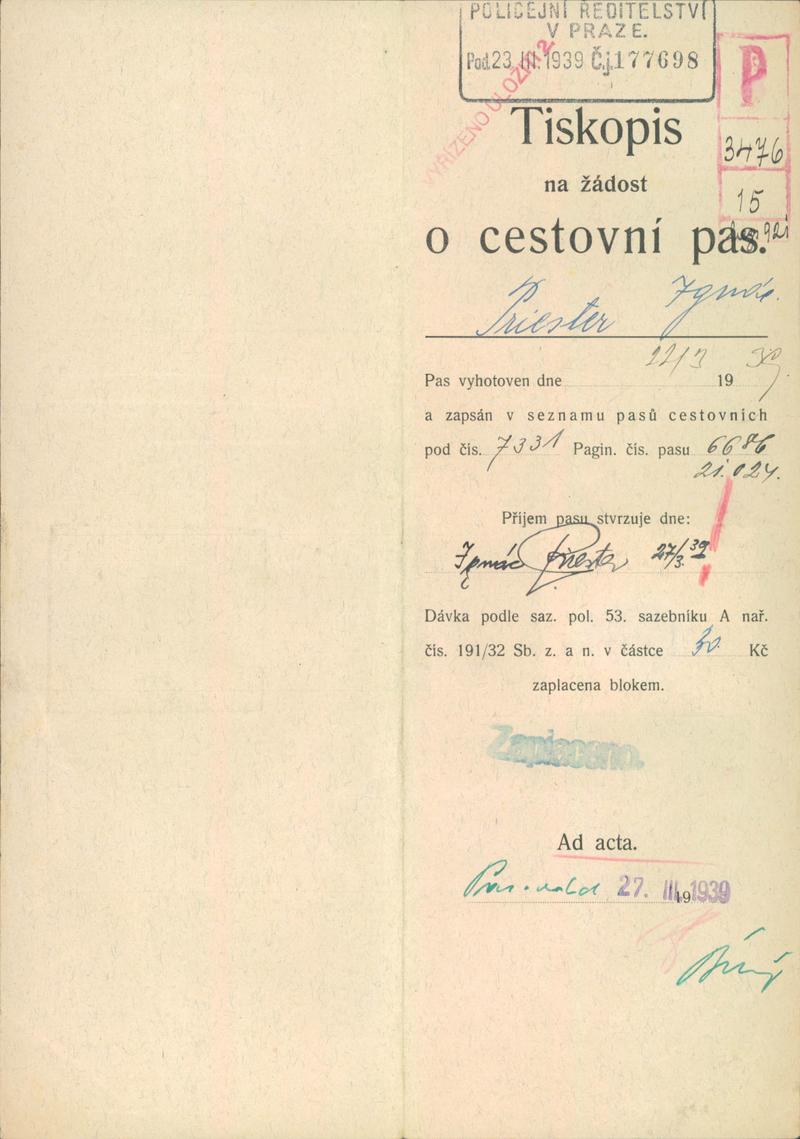 POLICEJNÍ ŘEDITELSTVÍ
V PRAZE.
Pod. 23. III. 1939 Č.j. 177698
VYŘÍZENO ULOŽIT
P
3476
15
Tiskopis
na žádost
o cestovní pas.
Priester Ignác.
Pas vyhotoven dne 22/3 19 39
a zapsán v seznamu pasů cestovních
pod čís. 7331 Pagin. čís. pasu 6686
21.024.
Příjem pasu stvrzuje dne:
Ignác Priester 27/3. 39
Dávka podle saz. pol. 53. sazebníku A nař.
čís. 191/32 Sb. z. a n. v částce 30 Kč
zaplacena blokem.
Zaplaceno.
Ad acta.
27. III. 1939
19